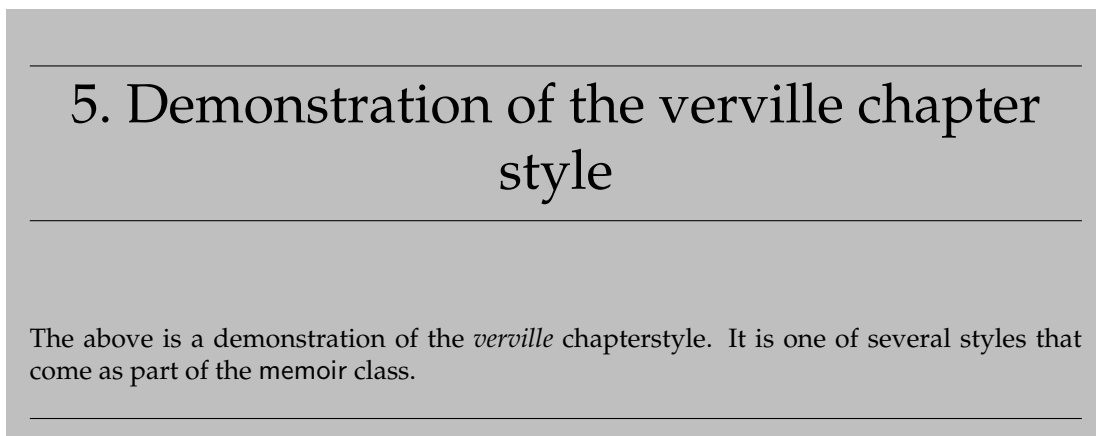 5. Demonstration of the verville chapter
style
The above is a demonstration of the verville chapterstyle. It is one of several styles that
come as part of the memoir class.